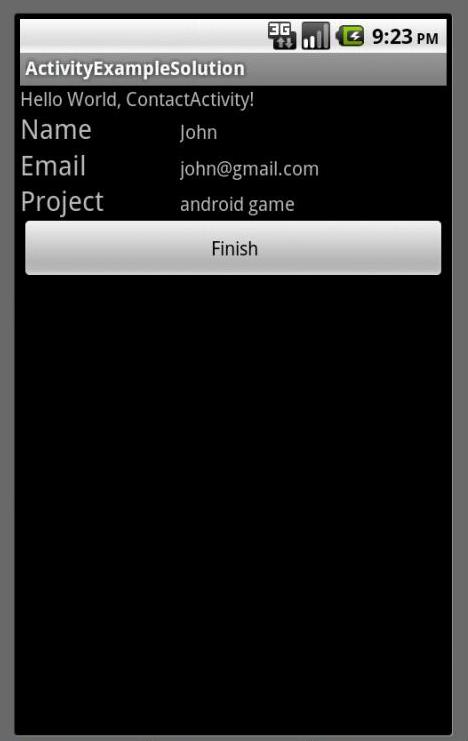 3G 9:23 PM
ActivityExampleSolution
Hello World, ContactActivity!
Name John
Email john@gmail.com
Project android game
Finish